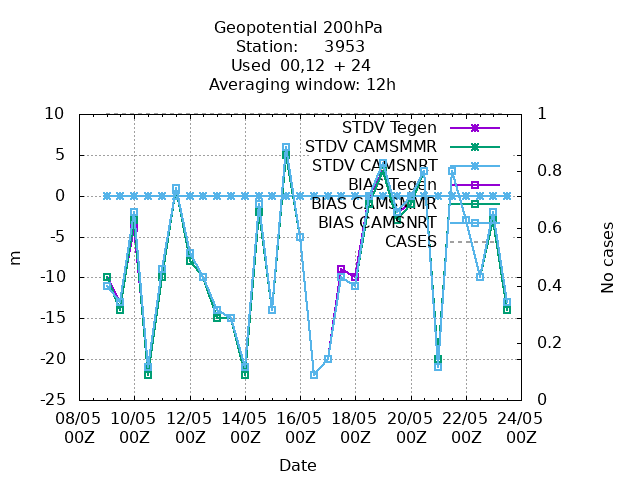 Geopotential 200hPa
Station: 3953
Used 00,12 + 24
Averaging window: 12h
10
5
0
-5
-10
-15
-20
-25
m
1
0.8
0.6
0.4
0.2
0
No cases
STDV Tegen
STDV CAMSMMR
STDV CAMSNRT
BIAS Tegen
BIAS CAMSMMR
BIAS CAMSNRT
CASES
08/05 10/05 12/05 14/05 16/05 18/05 20/05 22/05 24/05
00Z 00Z 00Z 00Z 00Z 00Z 00Z 00Z 00Z
Date